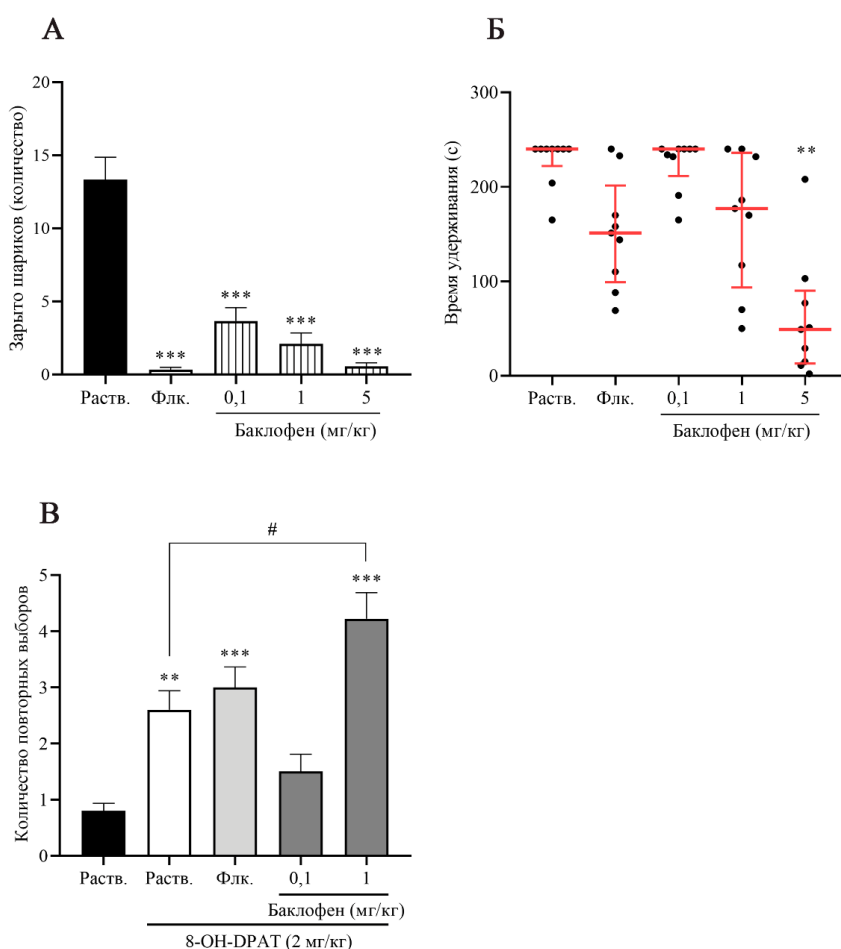 А
Зарыто шариков (количество)
20
15
10
5
0
***
***
***
***
Раств.
Флк.
0,1
1
5
Баклофен (мг/кг)
Б
Время удерживания (с)
300
200
100
0
**
Раств.
Флк.
0,1
1
5
Баклофен (мг/кг)
В
Количество повторных выборов
5
4
3
2
1
0
#
**
***
***
Раств.
Раств.
Флк.
0,1
1
Баклофен (мг/кг)
8-OH-DPAT (2 мг/кг)